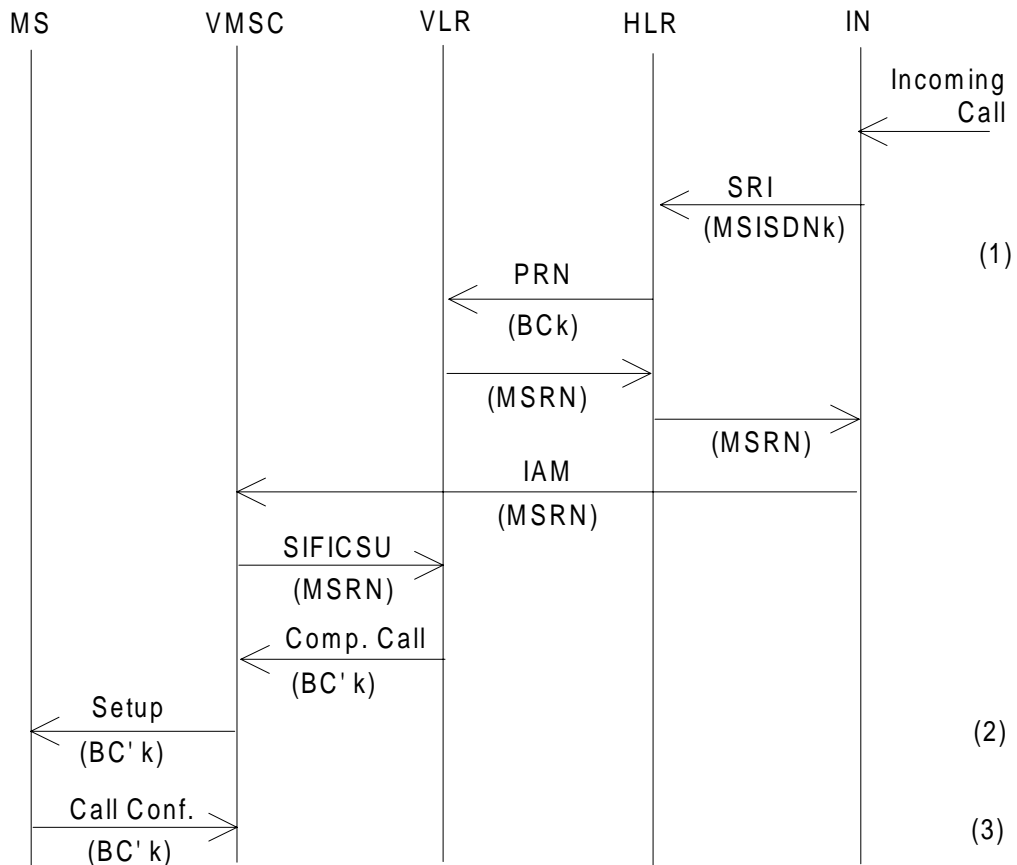 MS VMSC VLR HLR IN
Incoming
Call
SRI
(MSISDNk)
(1)
PRN
(BCk)
(MSRN)
(MSRN)
IAM
(MSRN)
SIFICSU
(MSRN)
Comp. Call
(BC'k)
Setup
(2)
(BC'k)
Call Conf.
(3)
(BC'k)